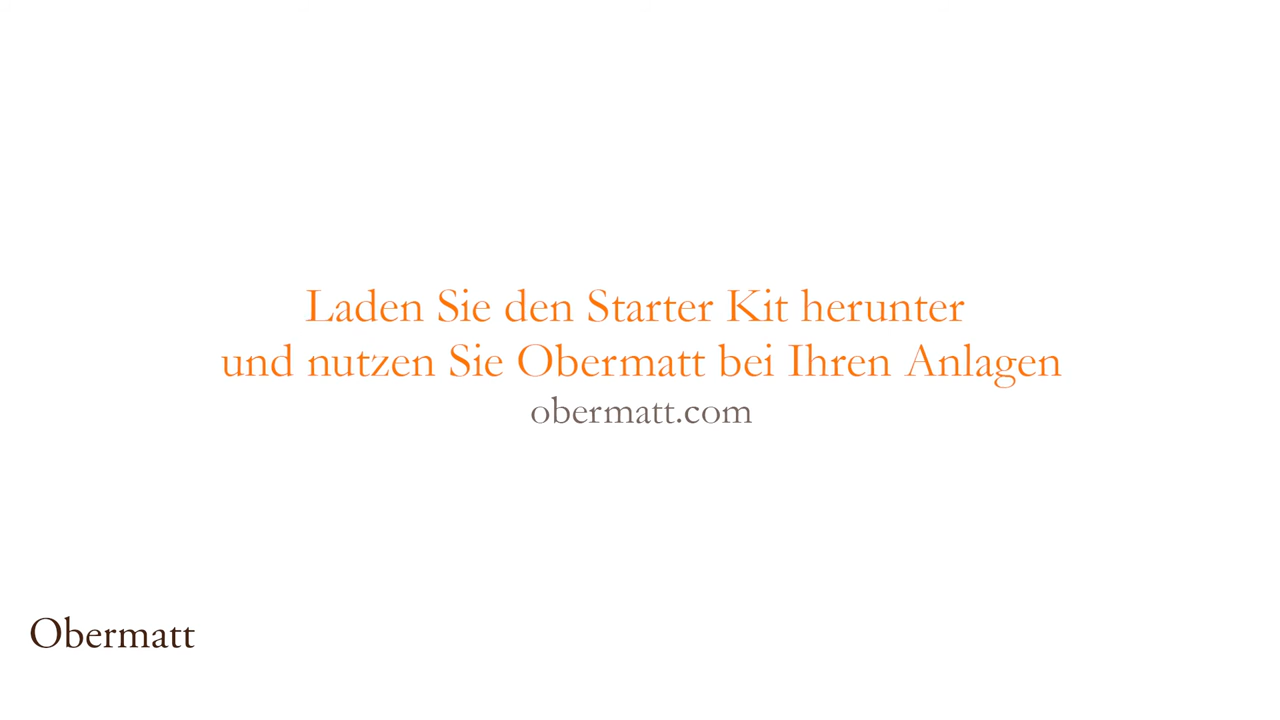 Laden Sie den Starter Kit herunter
und nutzen Sie Obermatt bei Ihren Anlagen
obermatt.com
Obermatt